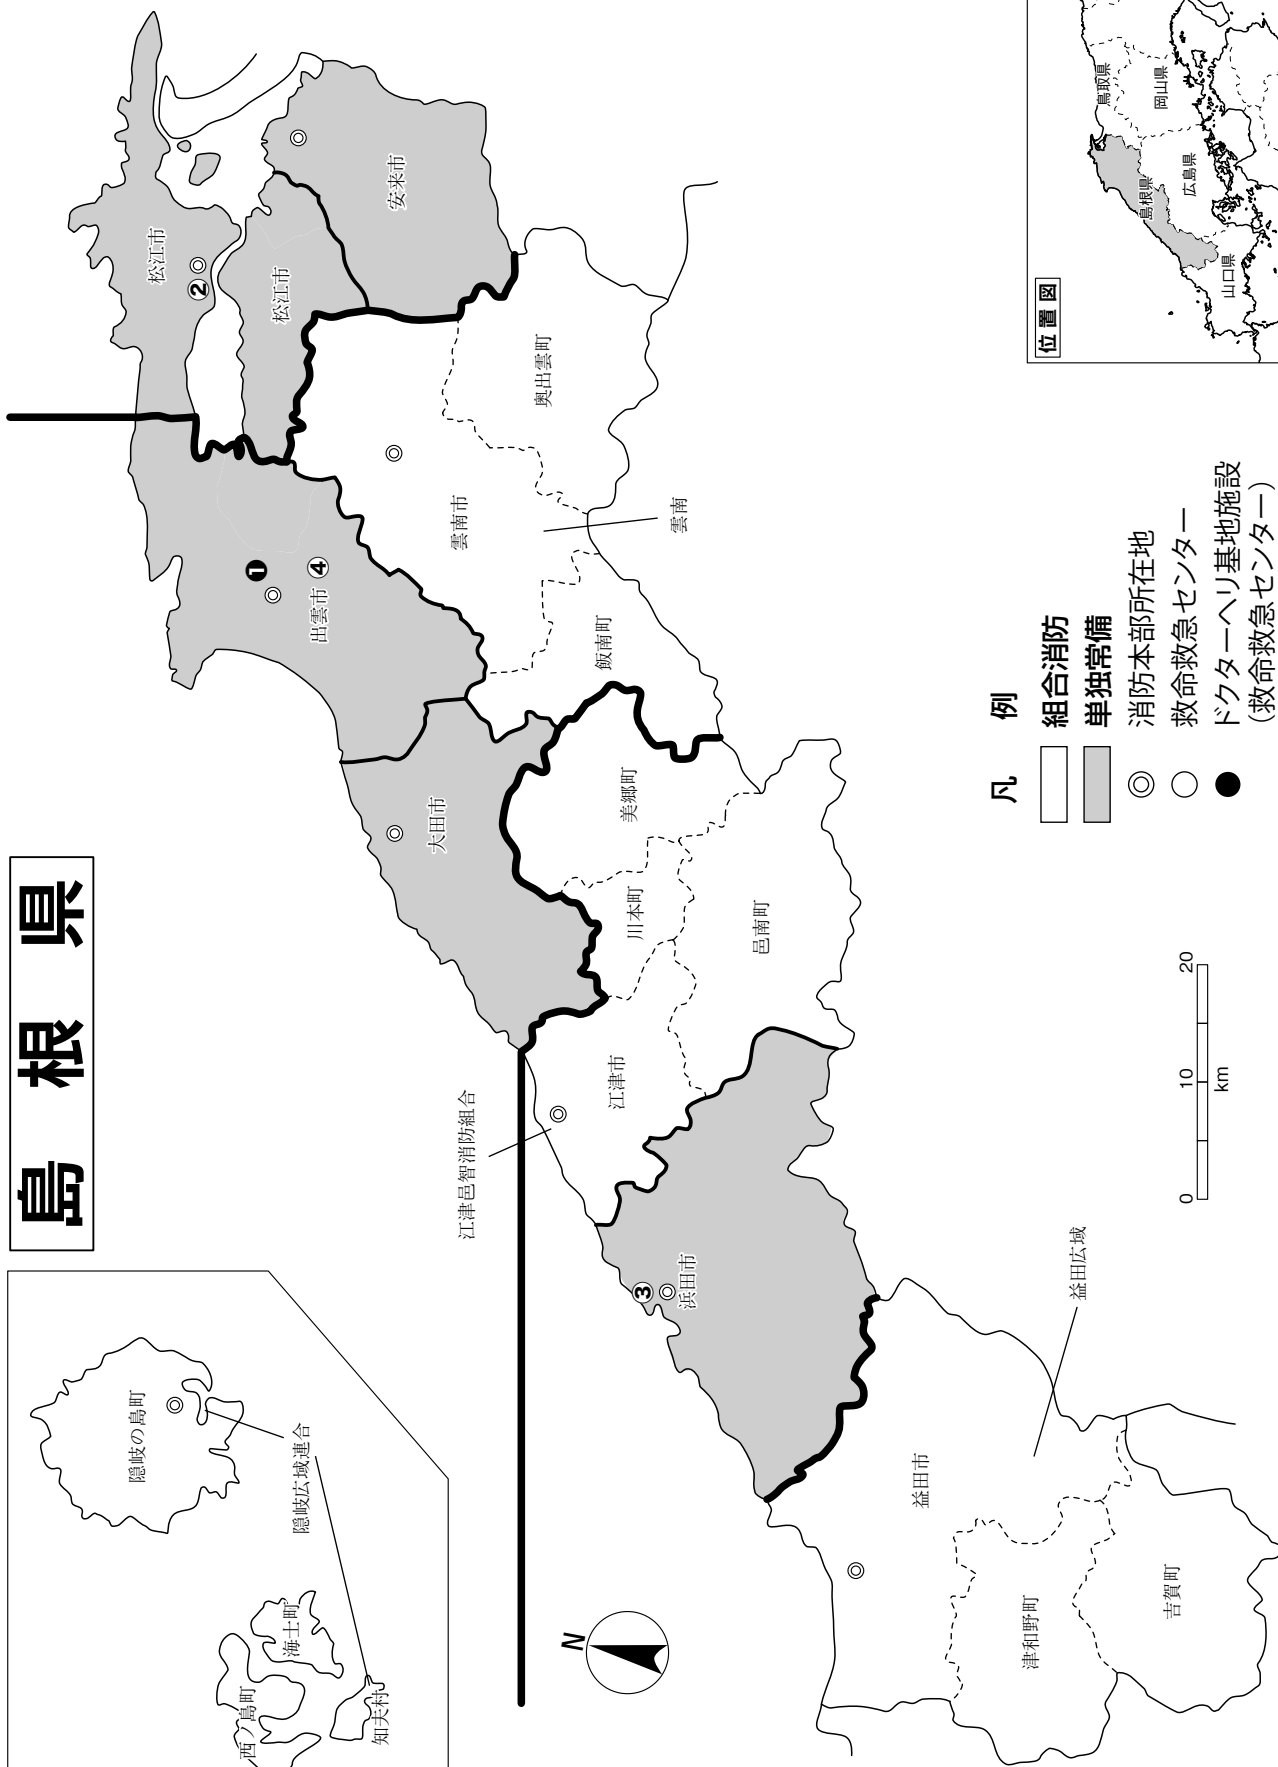 島根県
隠岐の島町
隠岐広域連合
海士町
西ノ島町
知夫村
N
松江市
2
松江市
安来市
1
4
出雲市
雲南市
奥出雲町
雲南
飯南町
大田市
美郷町
川本町
邑南町
江津市
江津邑智消防組合
3
浜田市
益田広域
益田市
津和野町
吉賀町
凡例
組合消防
単独常備
消防本部所在地
救命救急センター
ドクターヘリ基地施設
(救命救急センター)
0 10 20
km
位置図
鳥取県
岡山県
島根県
広島県
山口県